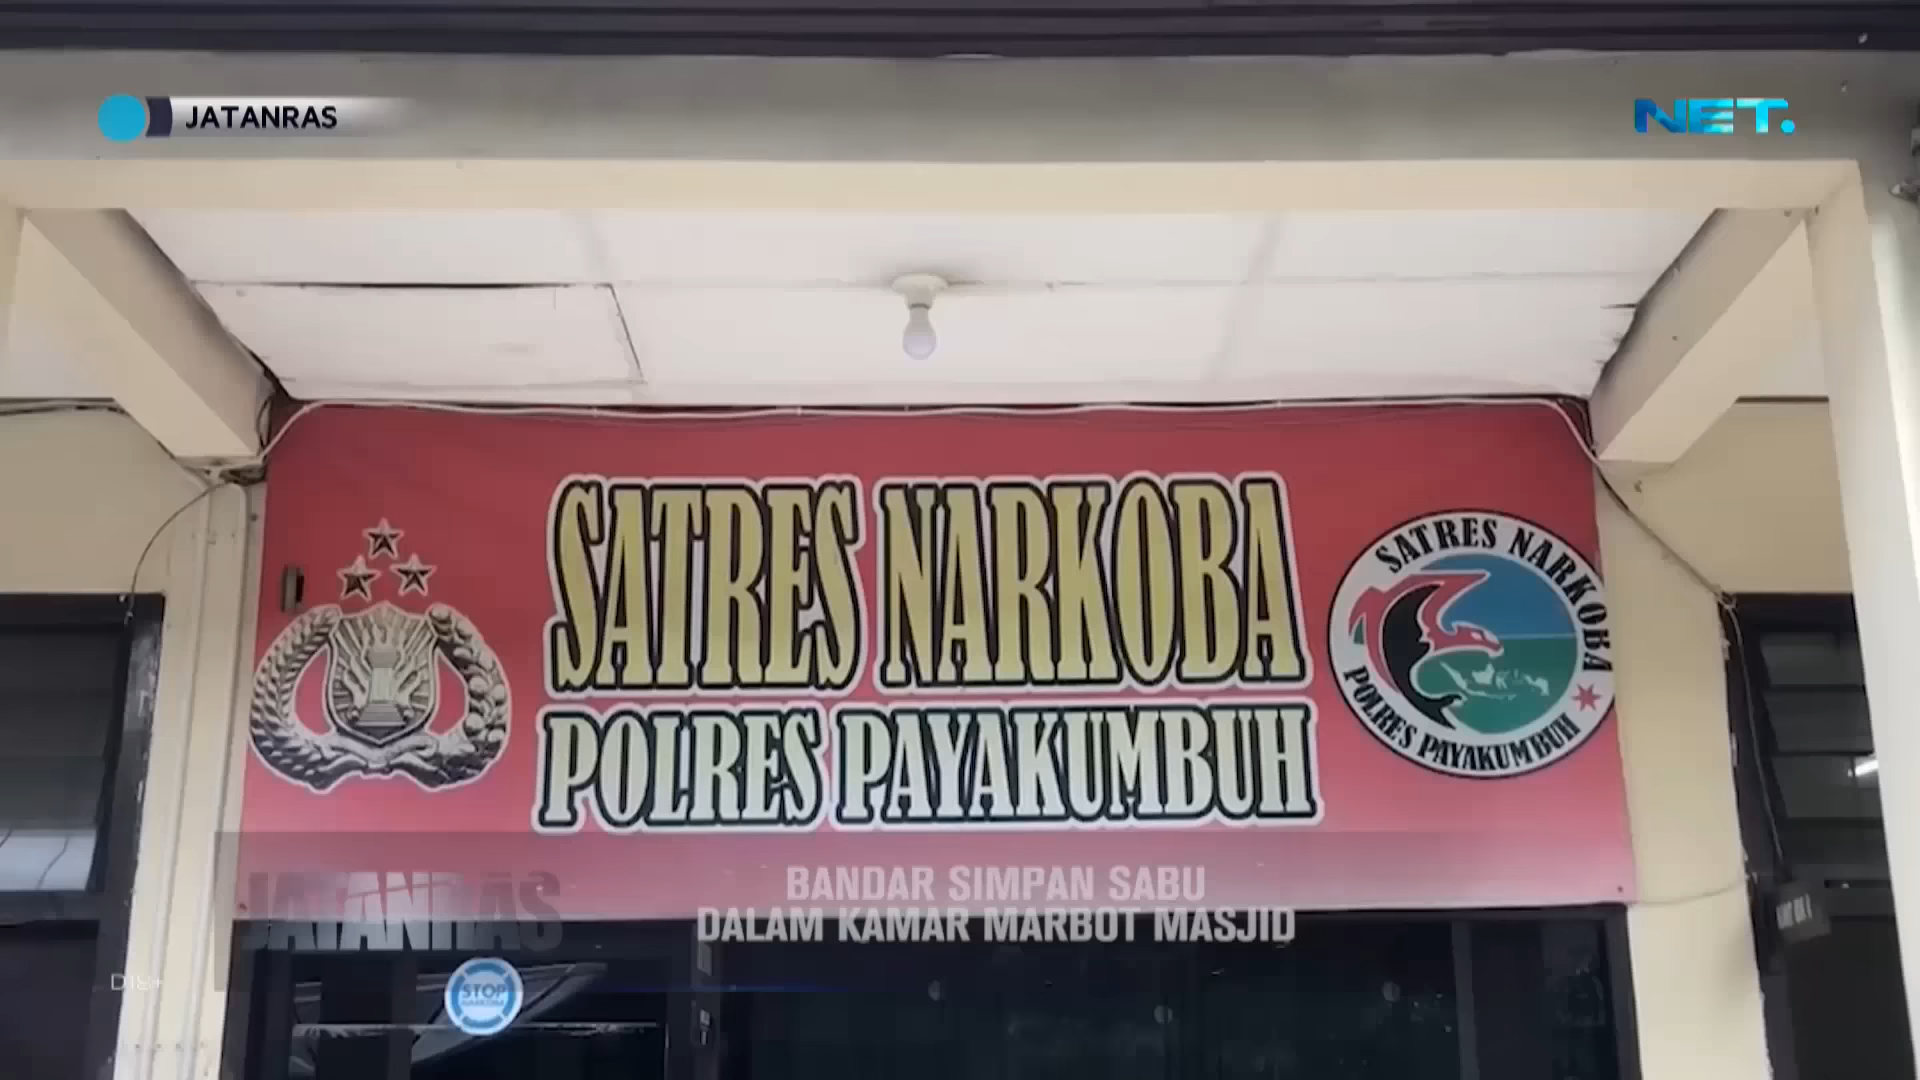 JATANRAS
NET.
SATRES NARKOBA
POLRES PAYAKUMBUH
SATRES NARKOBA
POLRES PAYAKUMBUH
JATANRAS
BANDAR SIMPAN SABU
DALAM KAMAR MARBOT MASJID
D18+
STOP
NARKOBA